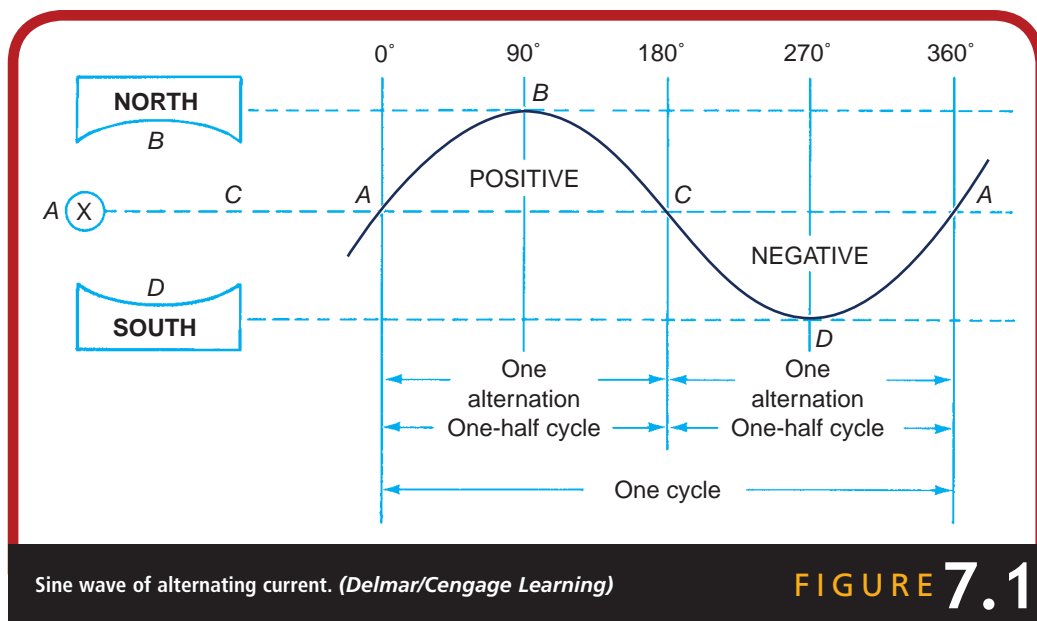 0° 90° 180° 270° 360°
NORTH
B
B
POSITIVE
A X C A C A
NEGATIVE
D
SOUTH
D
One One
alternation alternation
One-half cycle One-half cycle
One cycle
Sine wave of alternating current. (Delmar/Cengage Learning) FIGURE 7.1